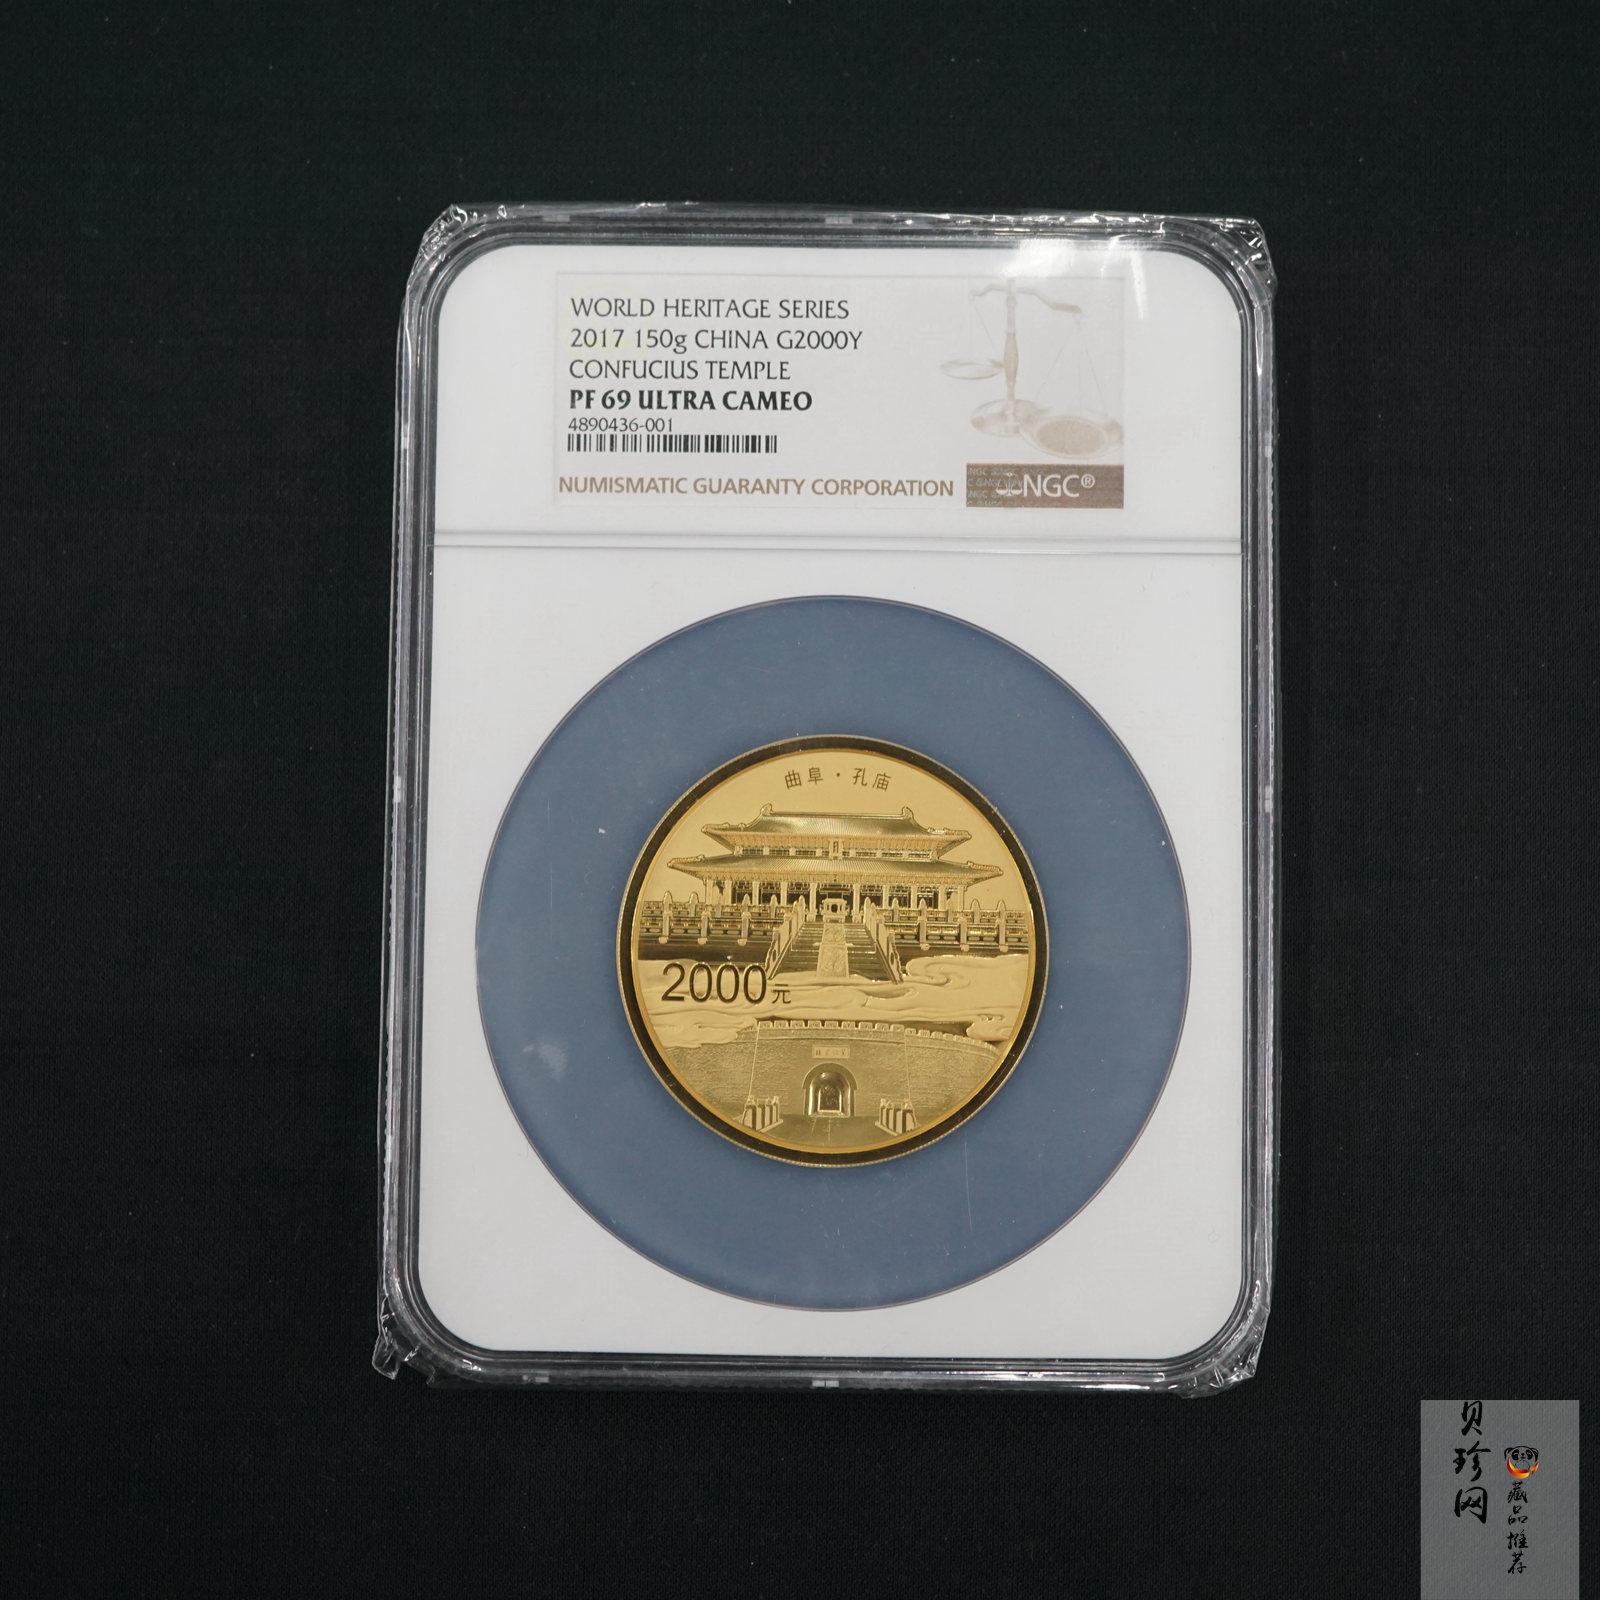 WORLD HERITAGE SERIES
2017 150g CHINA G2000Y
CONFUCIUS TEMPLE
PF 69 ULTRA CAMEO
4890436-001
NUMISMATIC GUARANTY CORPORATION
NGC®
曲阜·孔庙
2000元
贝珍网
藏品推荐